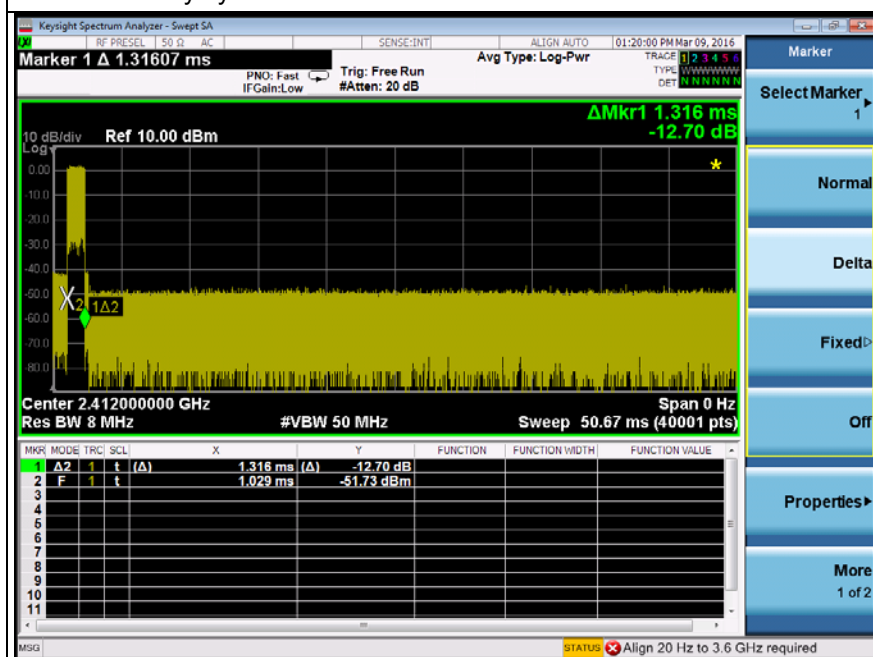 Keysight Spectrum Analyzer - Swept SA
RF PRESEL 50 Ω AC SENSE:INT ALIGN AUTO 01:20:00 PM Mar 09, 2016
Marker 1 Δ 1.31607 ms
PNO: Fast
IFGain:Low
Trig: Free Run
#Atten: 20 dB
Avg Type: Log-Pwr
TRACE 1 2 3 4 5 6
TYPE WWWWWW
DET N N N N N N
ΔMkr1 1.316 ms
-12.70 dB
10 dB/div Ref 10.00 dBm
Log
0.00
-10.0
-20.0
-30.0
-40.0
-50.0
-60.0
-70.0
-80.0
X2 1Δ2
*
Center 2.412000000 GHz Span 0 Hz
Res BW 8 MHz #VBW 50 MHz Sweep 50.67 ms (40001 pts)
MKR MODE TRC SCL X Y FUNCTION FUNCTION WIDTH FUNCTION VALUE
1 Δ2 1 t (Δ) 1.316 ms (Δ) -12.70 dB
2 F 1 t 1.029 ms -51.73 dBm
3
4
5
6
7
8
9
10
11
MSG STATUS Align 20 Hz to 3.6 GHz required
Marker
Select Marker
1
Normal
Delta
Fixed
Off
Properties
More
1 of 2